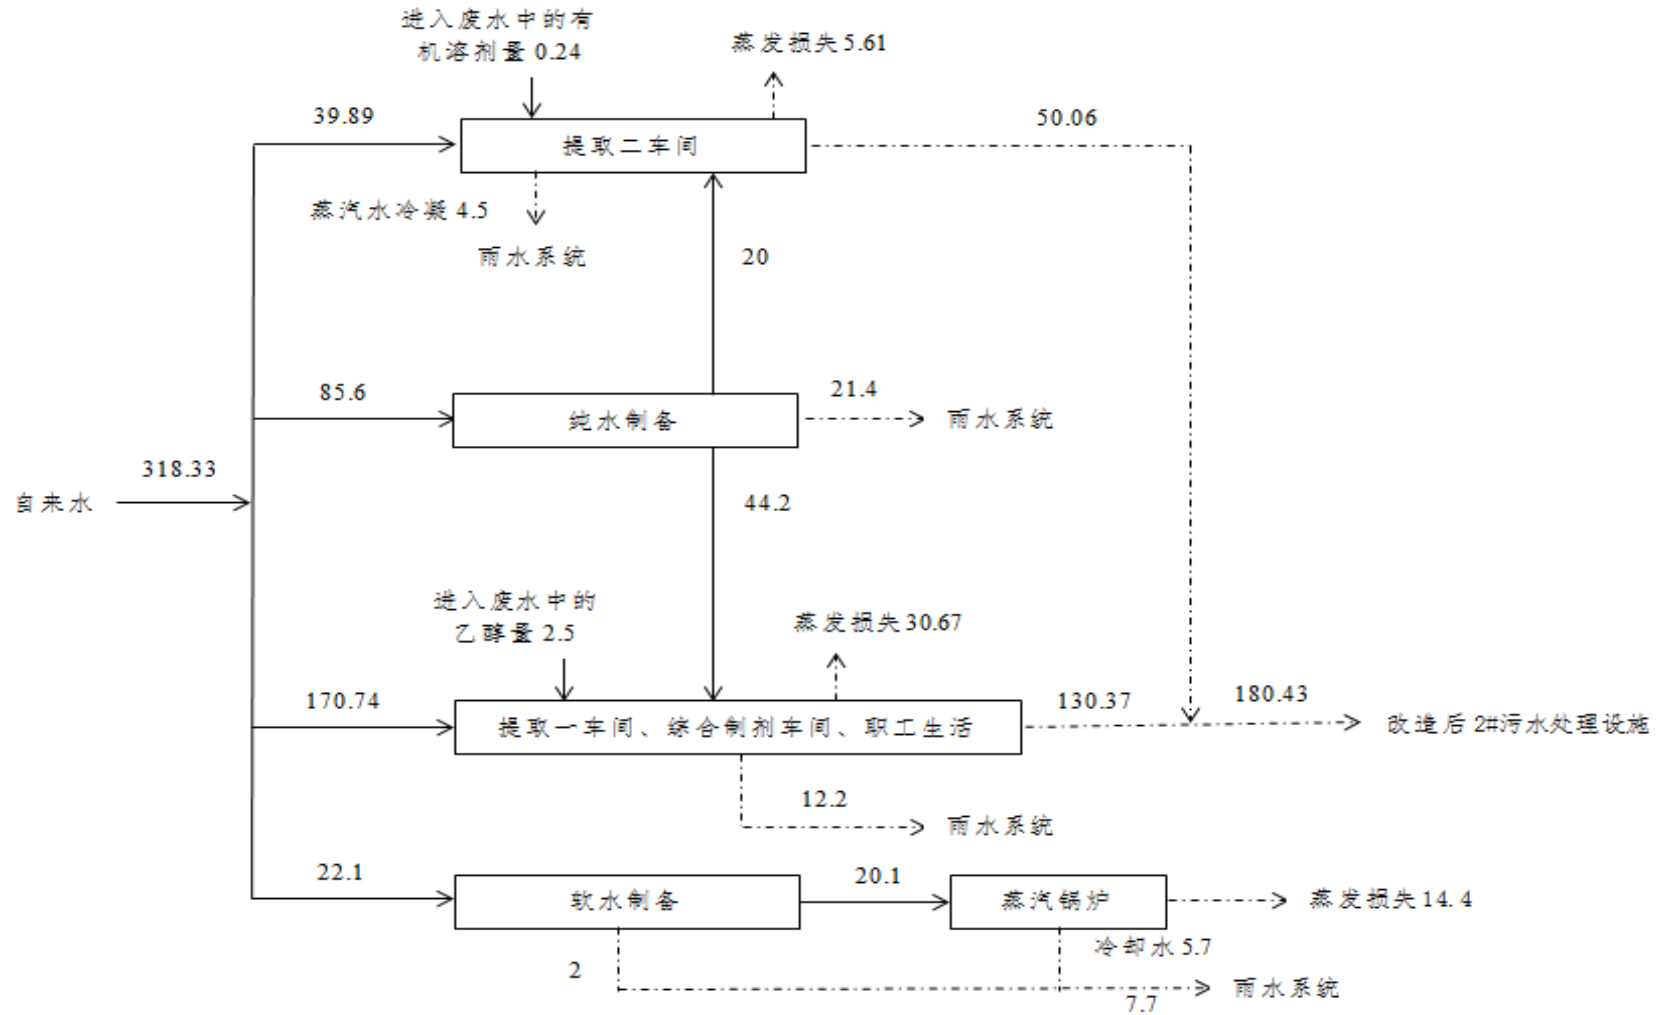 进入废水中的有
机溶剂量 0.24
蒸发损失 5.61
39.89
50.06
提取二车间
蒸汽水冷凝 4.5
雨水系统
20
85.6
21.4
纯水制备
雨水系统
318.33
自来水
44.2
进入废水中的
乙醇量 2.5
蒸发损失 30.67
170.74
130.37
180.43
提取一车间、综合制剂车间、职工生活
改造后 2#污水处理设施
12.2
雨水系统
22.1
20.1
软水制备
蒸汽锅炉
蒸发损失 14.4
冷却水 5.7
2
7.7
雨水系统